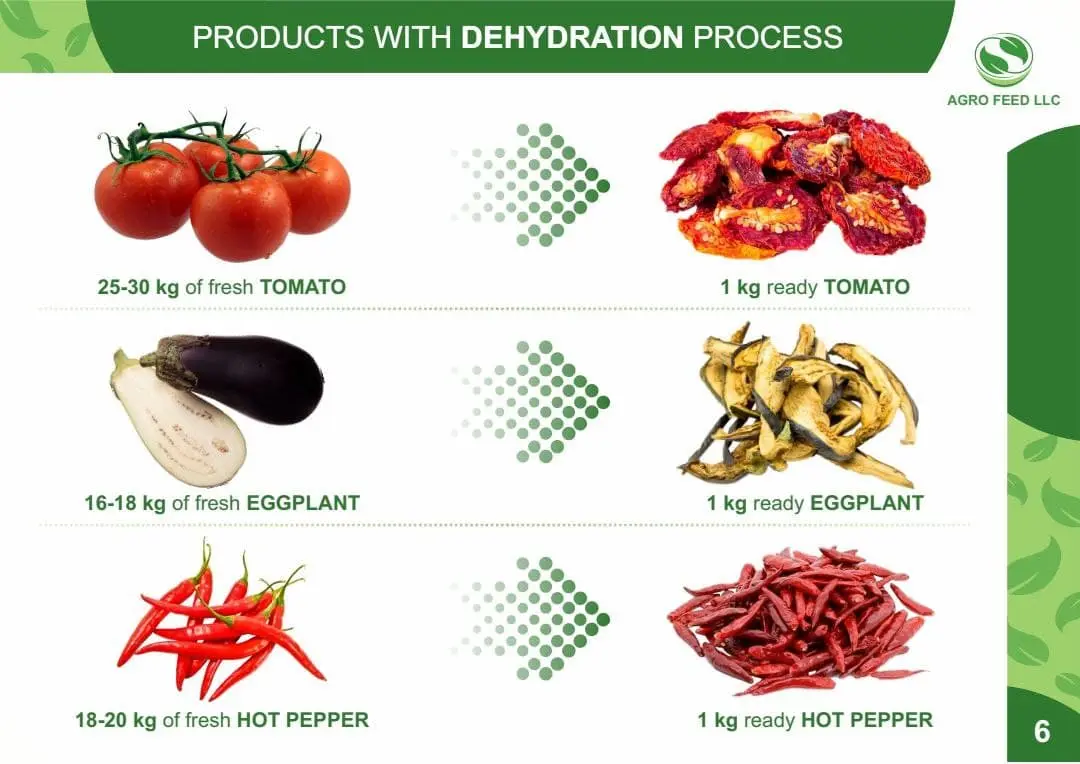 PRODUCTS WITH DEHYDRATION PROCESS
AGRO FEED LLC
25-30 kg of fresh TOMATO
1 kg ready TOMATO
16-18 kg of fresh EGGPLANT
1 kg ready EGGPLANT
18-20 kg of fresh HOT PEPPER
1 kg ready HOT PEPPER
6